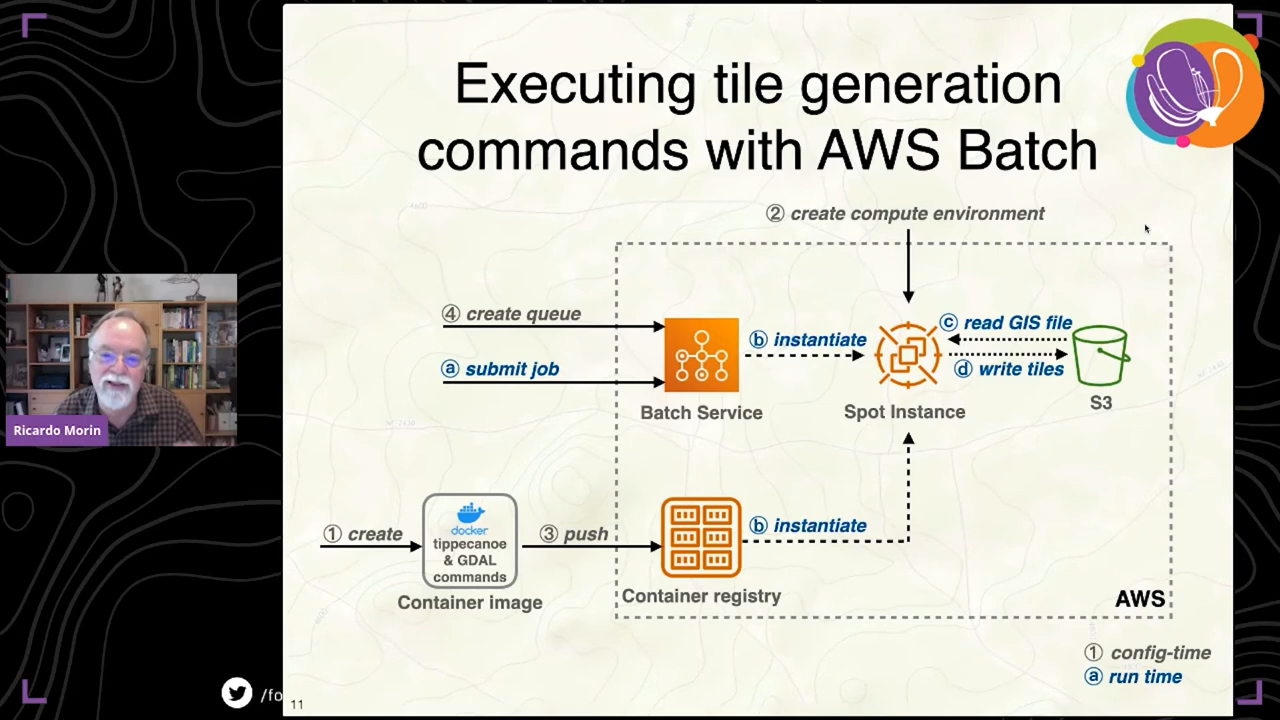 Executing tile generation
commands with AWS Batch
② create compute environment
④ create queue
ⓐ submit job
ⓑ instantiate
ⓒ read GIS file
ⓓ write tiles
Batch Service
Spot Instance
S3
Ricardo Morin
① create
docker
tippecanoe
& GDAL
commands
③ push
ⓑ instantiate
Container image
Container registry
AWS
① config-time
ⓐ run time
/fo
11